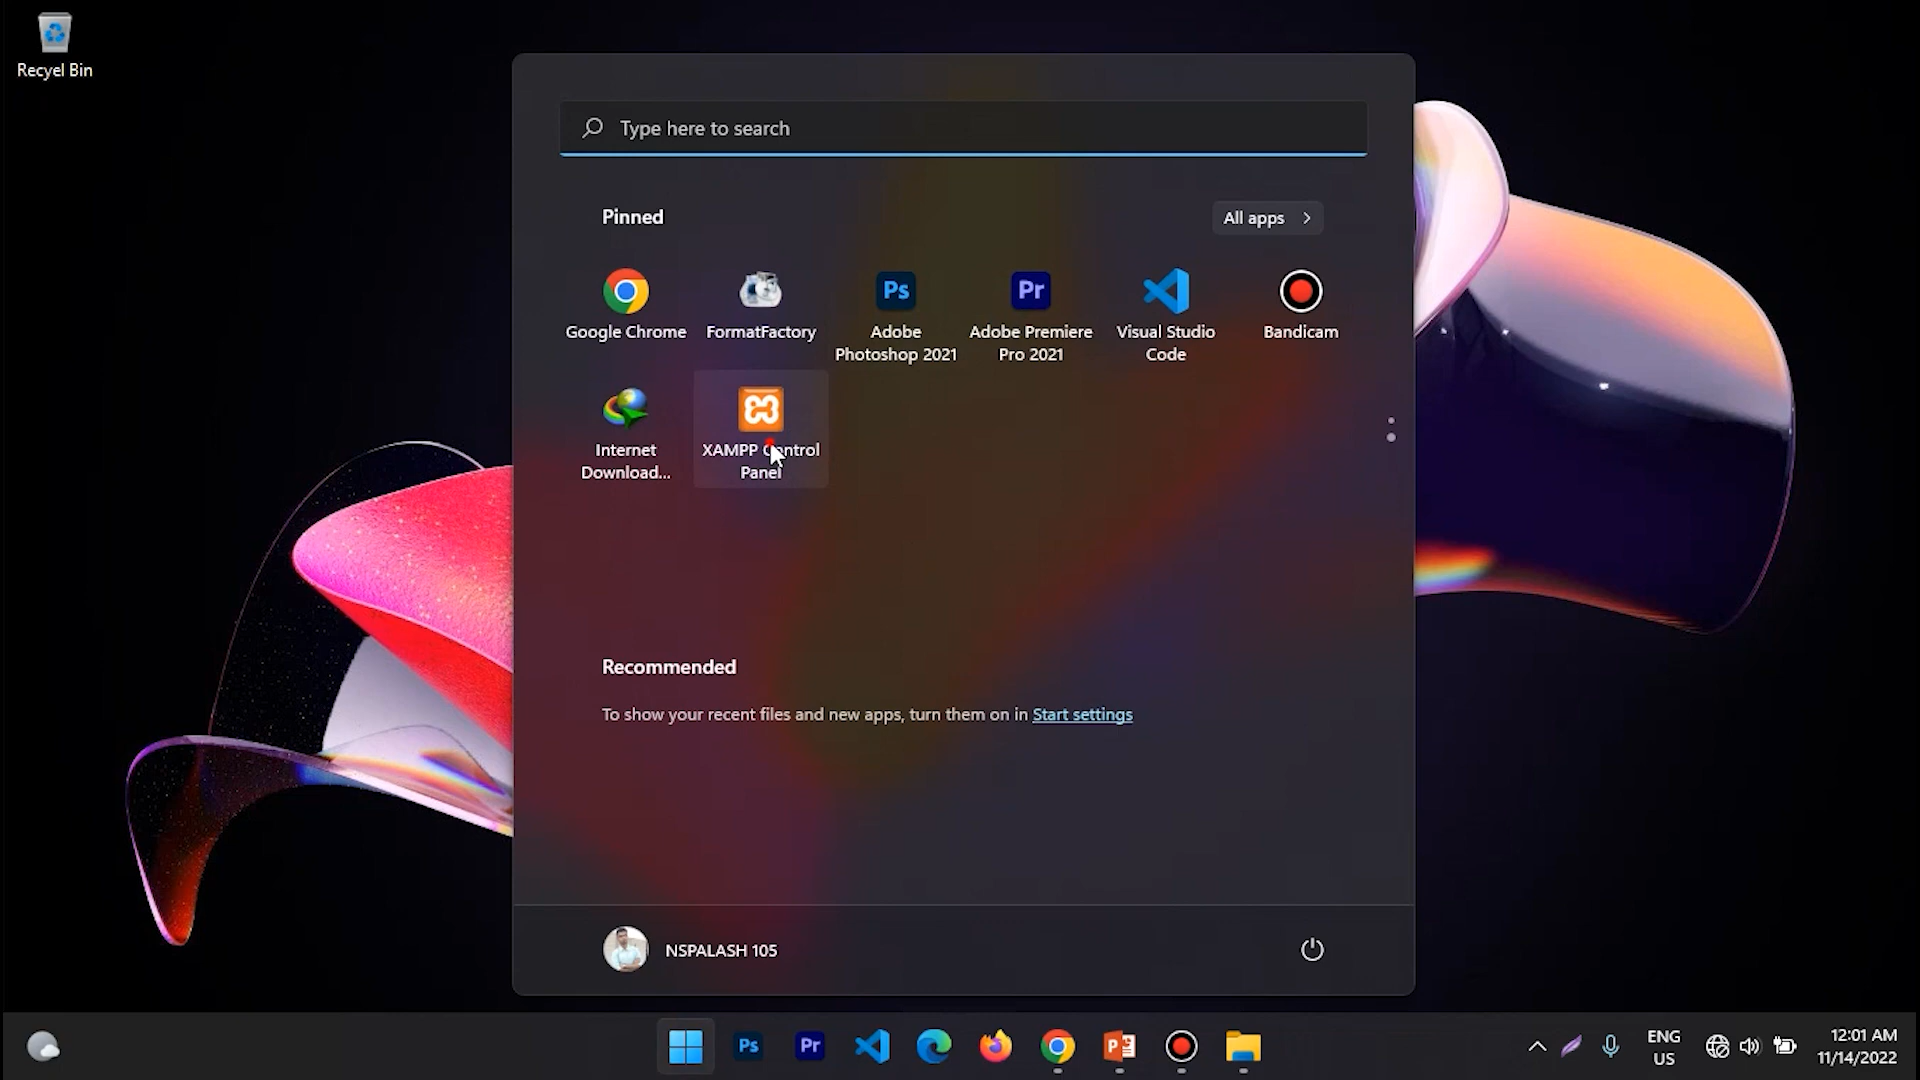 Recyel Bin
Type here to search
Pinned
All apps
Google Chrome
FormatFactory
Adobe
Photoshop 2021
Adobe Premiere
Pro 2021
Visual Studio
Code
Bandicam
Internet
Download...
XAMPP Control
Panel
Recommended
To show your recent files and new apps, turn them on in Start settings
NSPALASH 105
Ps
Pr
Ps
Pr
P
ENG
US
12:01 AM
11/14/2022